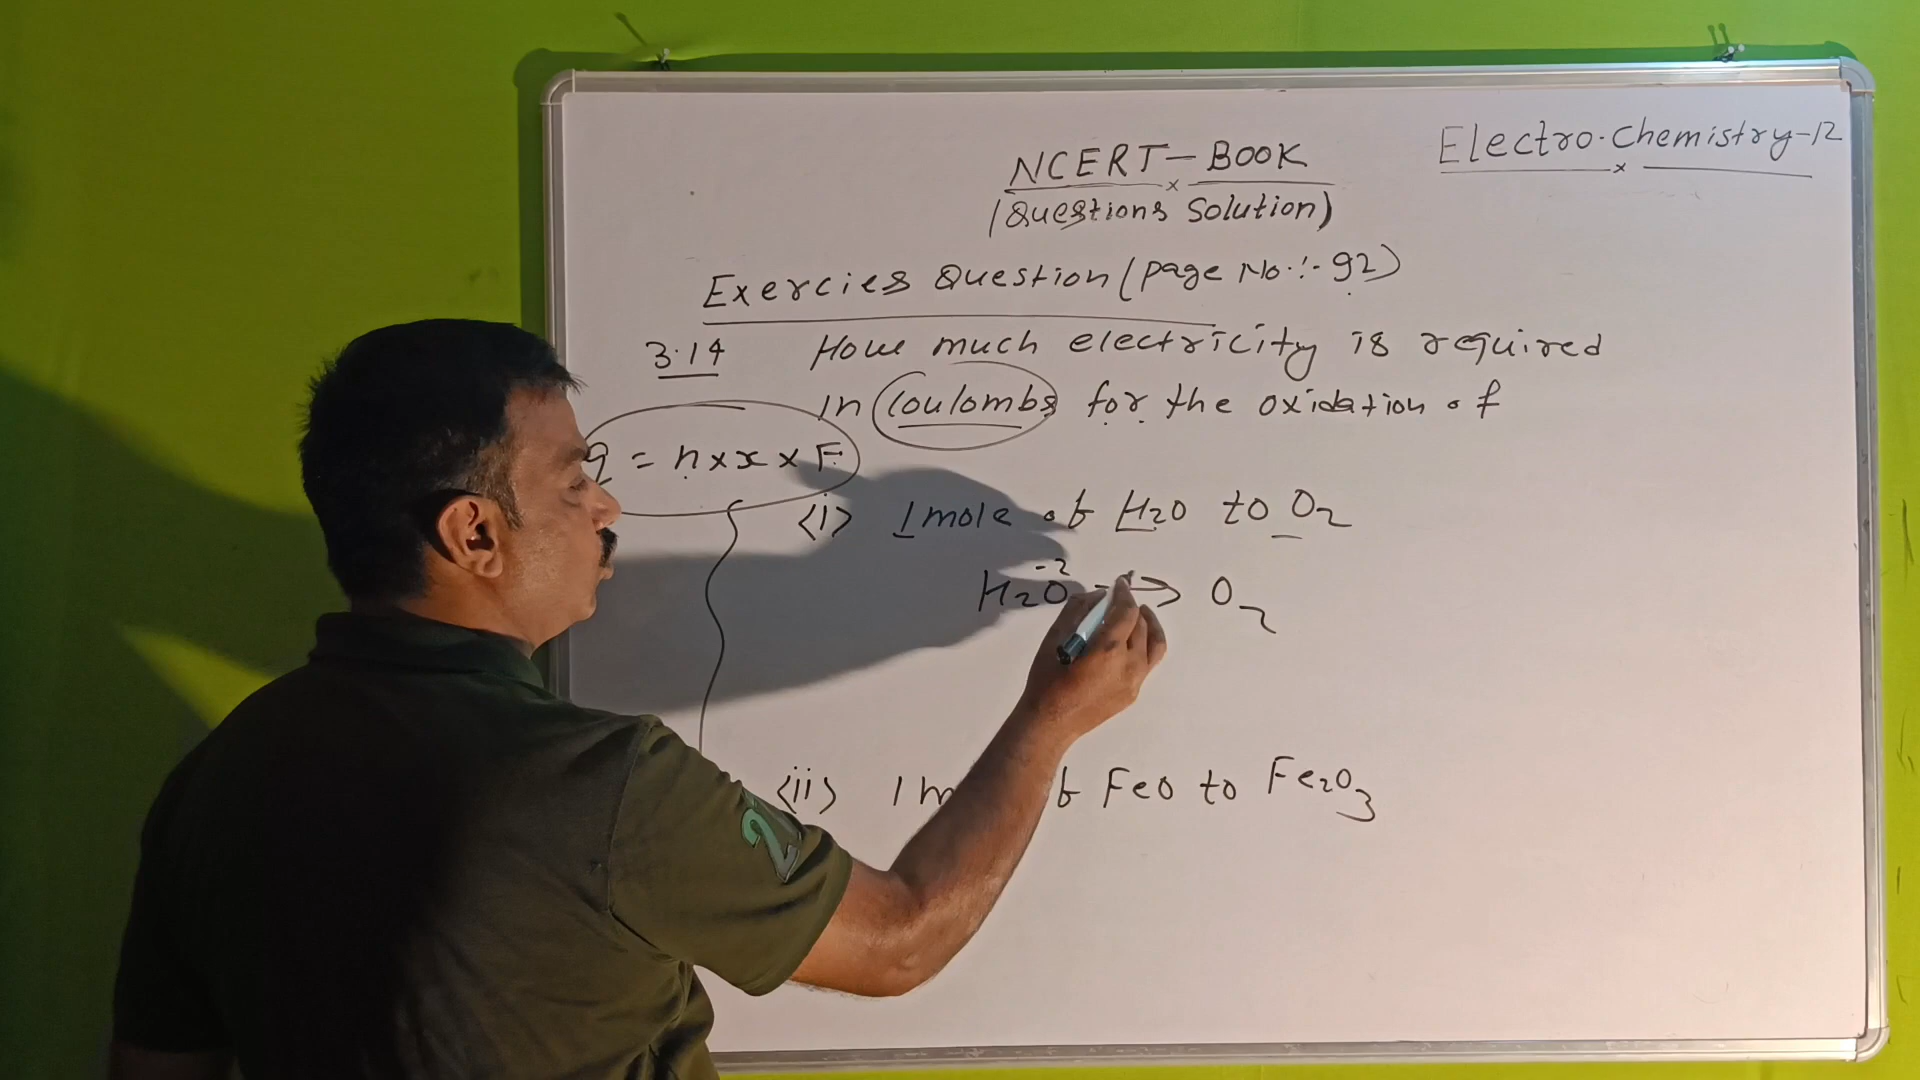 Electro.Chemistry-12
NCERT-BOOK
(Questions Solution)
Exercies Question (page No.:-92)
3.14 How much electricity is required
in Coulombs for the oxidation of
q = n x x x F
(i) 1 mole of H2O to O2
H2O-2 → O2
(ii) 1 of FeO to Fe2O3
2